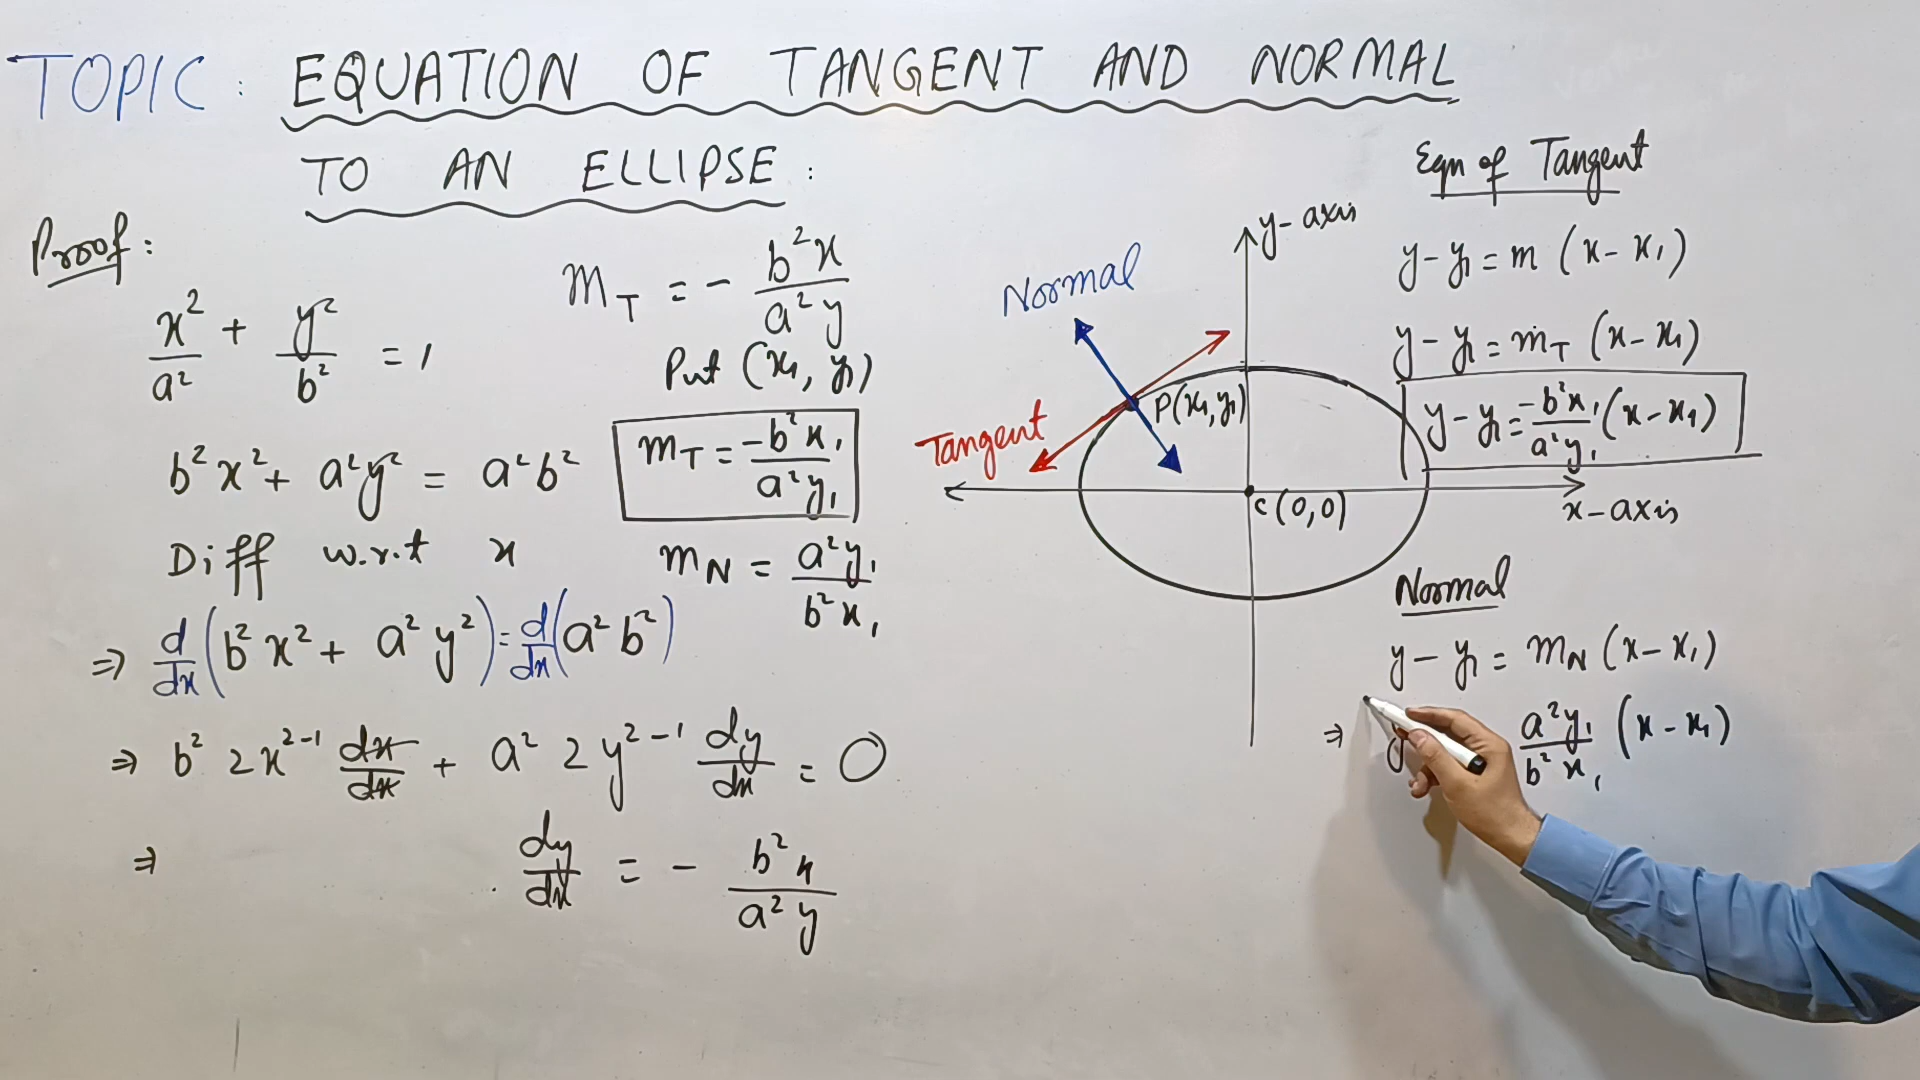 TOPIC : EQUATION OF TANGENT AND NORMAL
TO AN ELLIPSE :
Proof :
x²/a² + y²/b² = 1
b²x² + a²y² = a²b²
Diff w.r.t x
⇒ d/dx (b²x² + a²y²) = d/dx (a²b²)
⇒ b² 2x²⁻¹ dx/dx + a² 2y²⁻¹ dy/dx = 0
⇒ dy/dx = - b²x/a²y
m_T = - b²x/a²y
Put (x₁, y₁)
m_T = -b²x₁/a²y₁
m_N = a²y₁/b²x₁
y-axis
Normal
Tangent
P(x₁, y₁)
C(0,0)
x-axis
Eqn of Tangent
y - y₁ = m (x - x₁)
y - y₁ = m_T (x - x₁)
y - y₁ = -b²x₁/a²y₁ (x - x₁)
Normal
y - y₁ = m_N (x - x₁)
⇒ y a²y₁/b²x₁ (x - x₁)